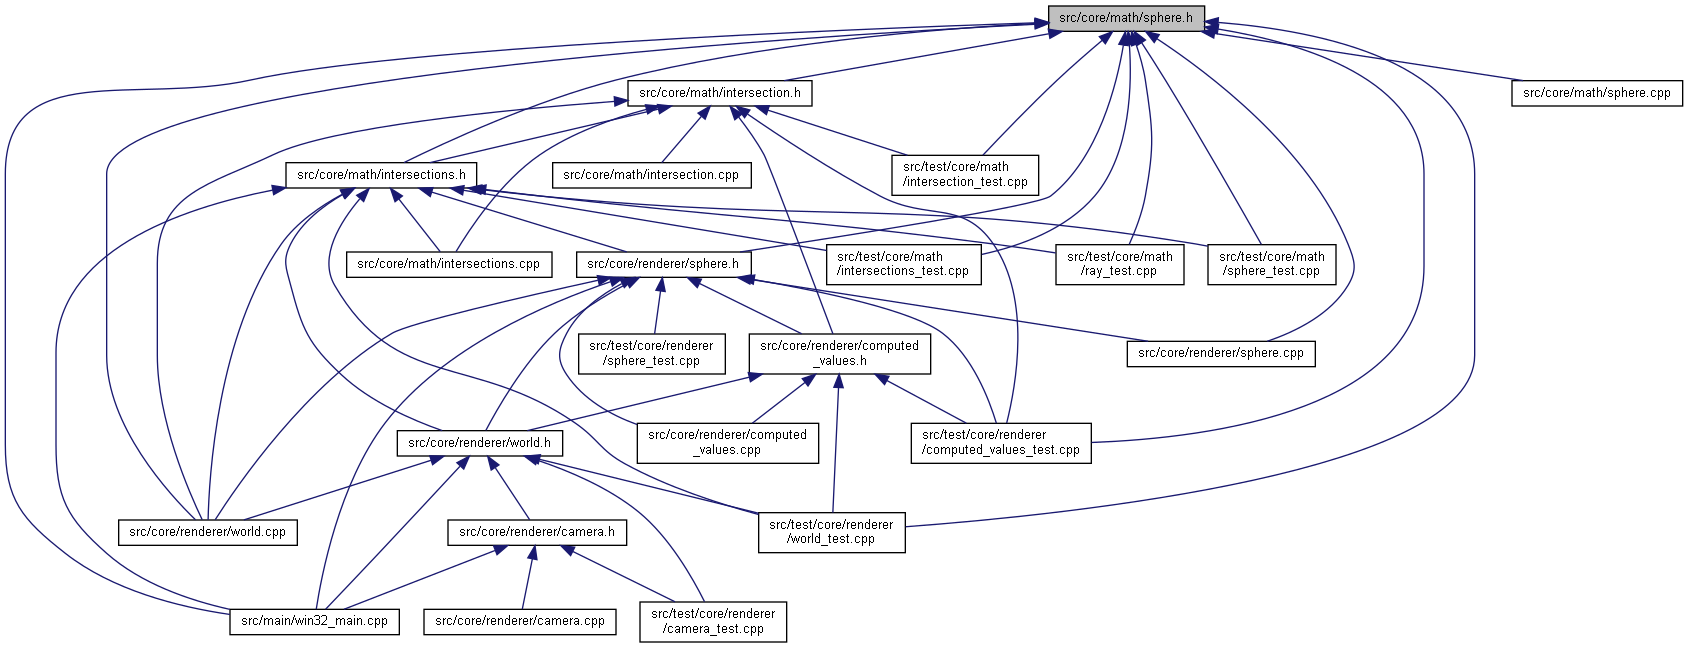 src/core/math/sphere.h
src/core/math/intersection.h
src/core/math/sphere.cpp
src/core/math/intersections.h
src/core/math/intersection.cpp
src/test/core/math
/intersection_test.cpp
src/core/math/intersections.cpp
src/core/renderer/sphere.h
src/test/core/math
/intersections_test.cpp
src/test/core/math
/ray_test.cpp
src/test/core/math
/sphere_test.cpp
src/test/core/renderer
/sphere_test.cpp
src/core/renderer/computed
_values.h
src/core/renderer/sphere.cpp
src/core/renderer/world.h
src/core/renderer/computed
_values.cpp
src/test/core/renderer
/computed_values_test.cpp
src/core/renderer/world.cpp
src/core/renderer/camera.h
src/test/core/renderer
/world_test.cpp
src/main/win32_main.cpp
src/core/renderer/camera.cpp
src/test/core/renderer
/camera_test.cpp